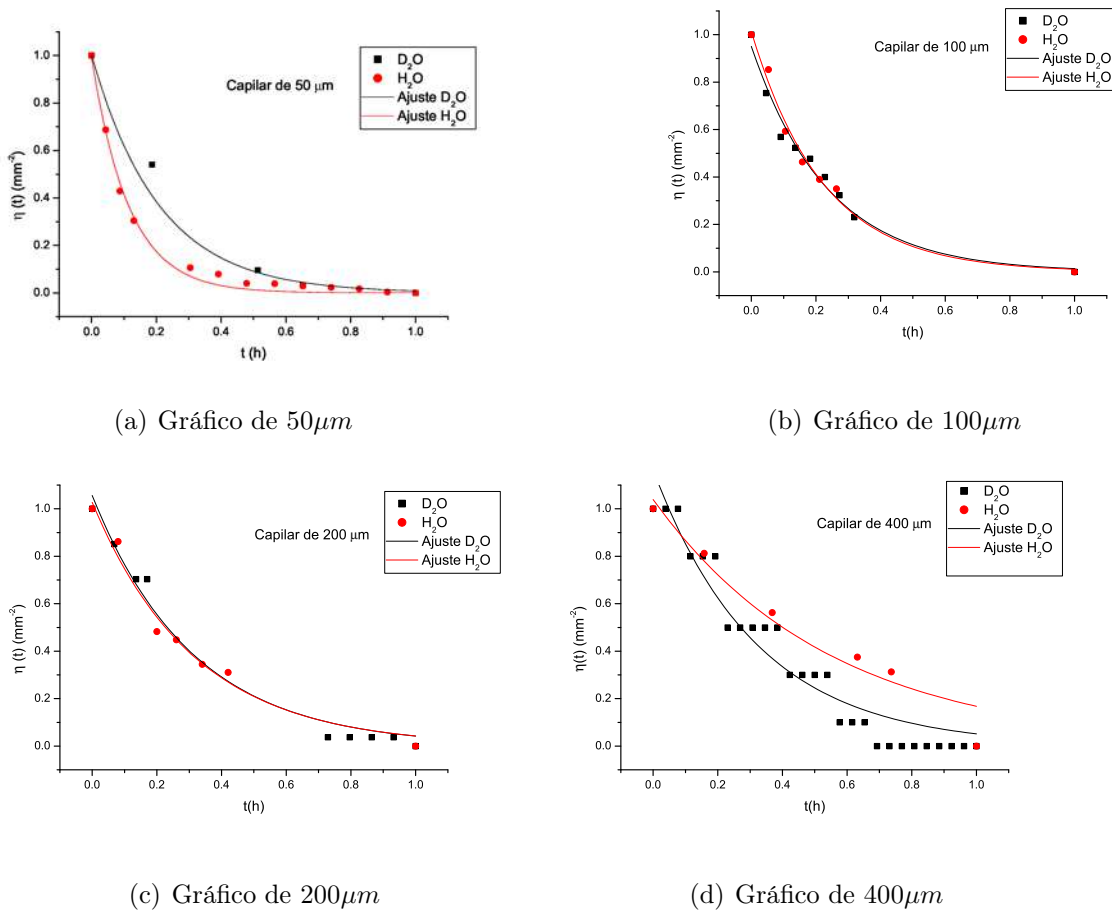 D₂O
H₂O
Ajuste D₂O
Ajuste H₂O
Capilar de 50 μm
η (t) (mm⁻²)
1.0
0.8
0.6
0.4
0.2
0.0
0.0 0.2 0.4 0.6 0.8 1.0
t (h)
(a) Gráfico de 50μm
D₂O
H₂O
Ajuste D₂O
Ajuste H₂O
Capilar de 100 μm
η (t) (mm⁻²)
1.0
0.8
0.6
0.4
0.2
0.0
0.0 0.2 0.4 0.6 0.8 1.0
t(h)
(b) Gráfico de 100μm
D₂O
H₂O
Ajuste D₂O
Ajuste H₂O
Capilar de 200 μm
η (t) (mm⁻²)
1.0
0.8
0.6
0.4
0.2
0.0
0.0 0.2 0.4 0.6 0.8 1.0
t(h)
(c) Gráfico de 200μm
D₂O
H₂O
Ajuste D₂O
Ajuste H₂O
Capilar de 400 μm
η(t) (mm⁻²)
1.0
0.8
0.6
0.4
0.2
0.0
0.0 0.2 0.4 0.6 0.8 1.0
t(h)
(d) Gráfico de 400μm